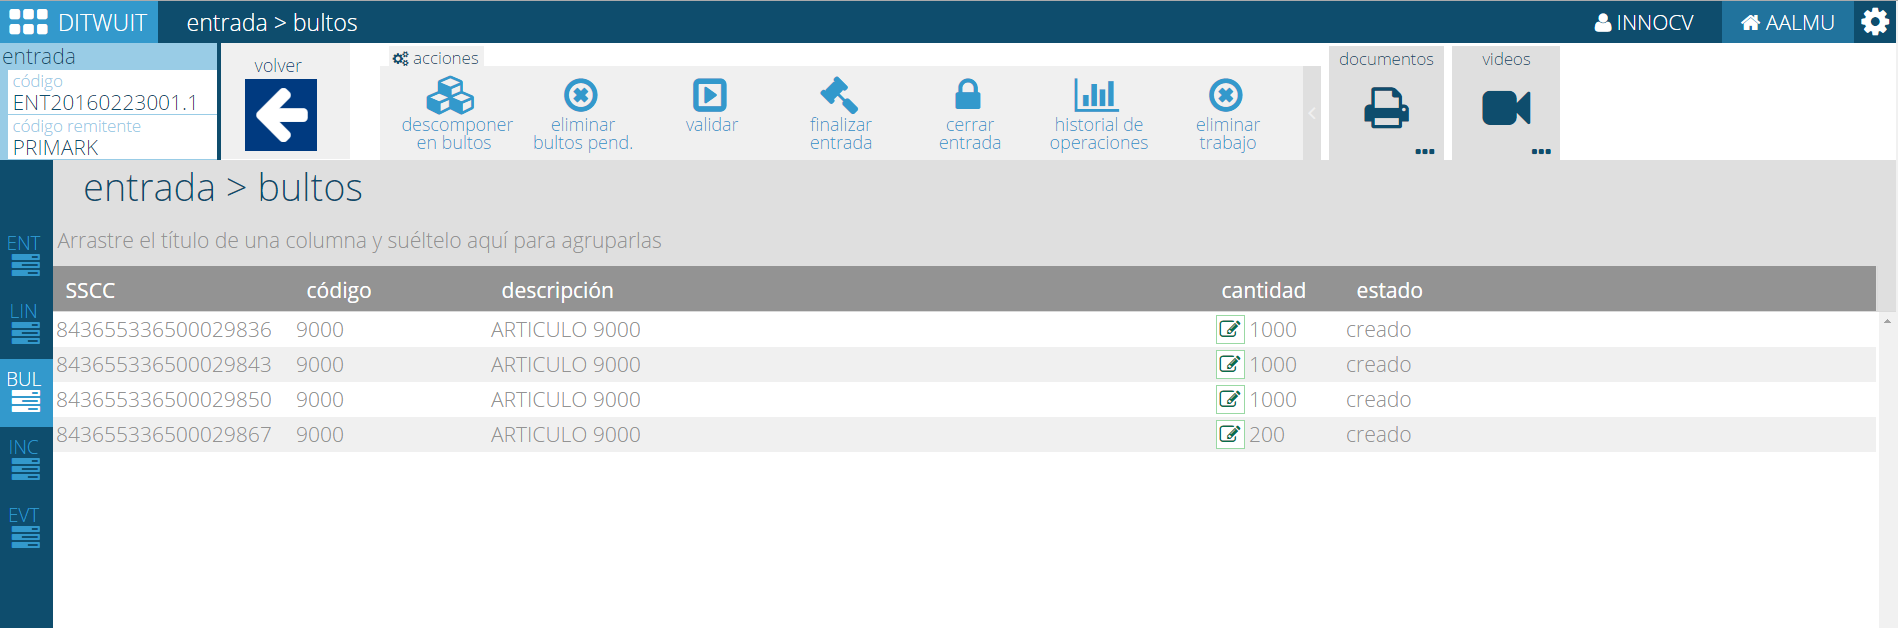 DITWUIT
entrada > bultos
INNOCV
AALMU
entrada
código
ENT20160223001.1
código remitente
PRIMARK
volver
acciones
descomponer
en bultos
eliminar
bultos pend.
validar
finalizar
entrada
cerrar
entrada
historial de
operaciones
eliminar
trabajo
documentos
videos
entrada > bultos
Arrastre el título de una columna y suéltelo aquí para agruparlas
ENT
LIN
BUL
INC
EVT
SSCC código descripción cantidad estado
843655336500029836 9000 ARTICULO 9000 1000 creado
843655336500029843 9000 ARTICULO 9000 1000 creado
843655336500029850 9000 ARTICULO 9000 1000 creado
843655336500029867 9000 ARTICULO 9000 200 creado